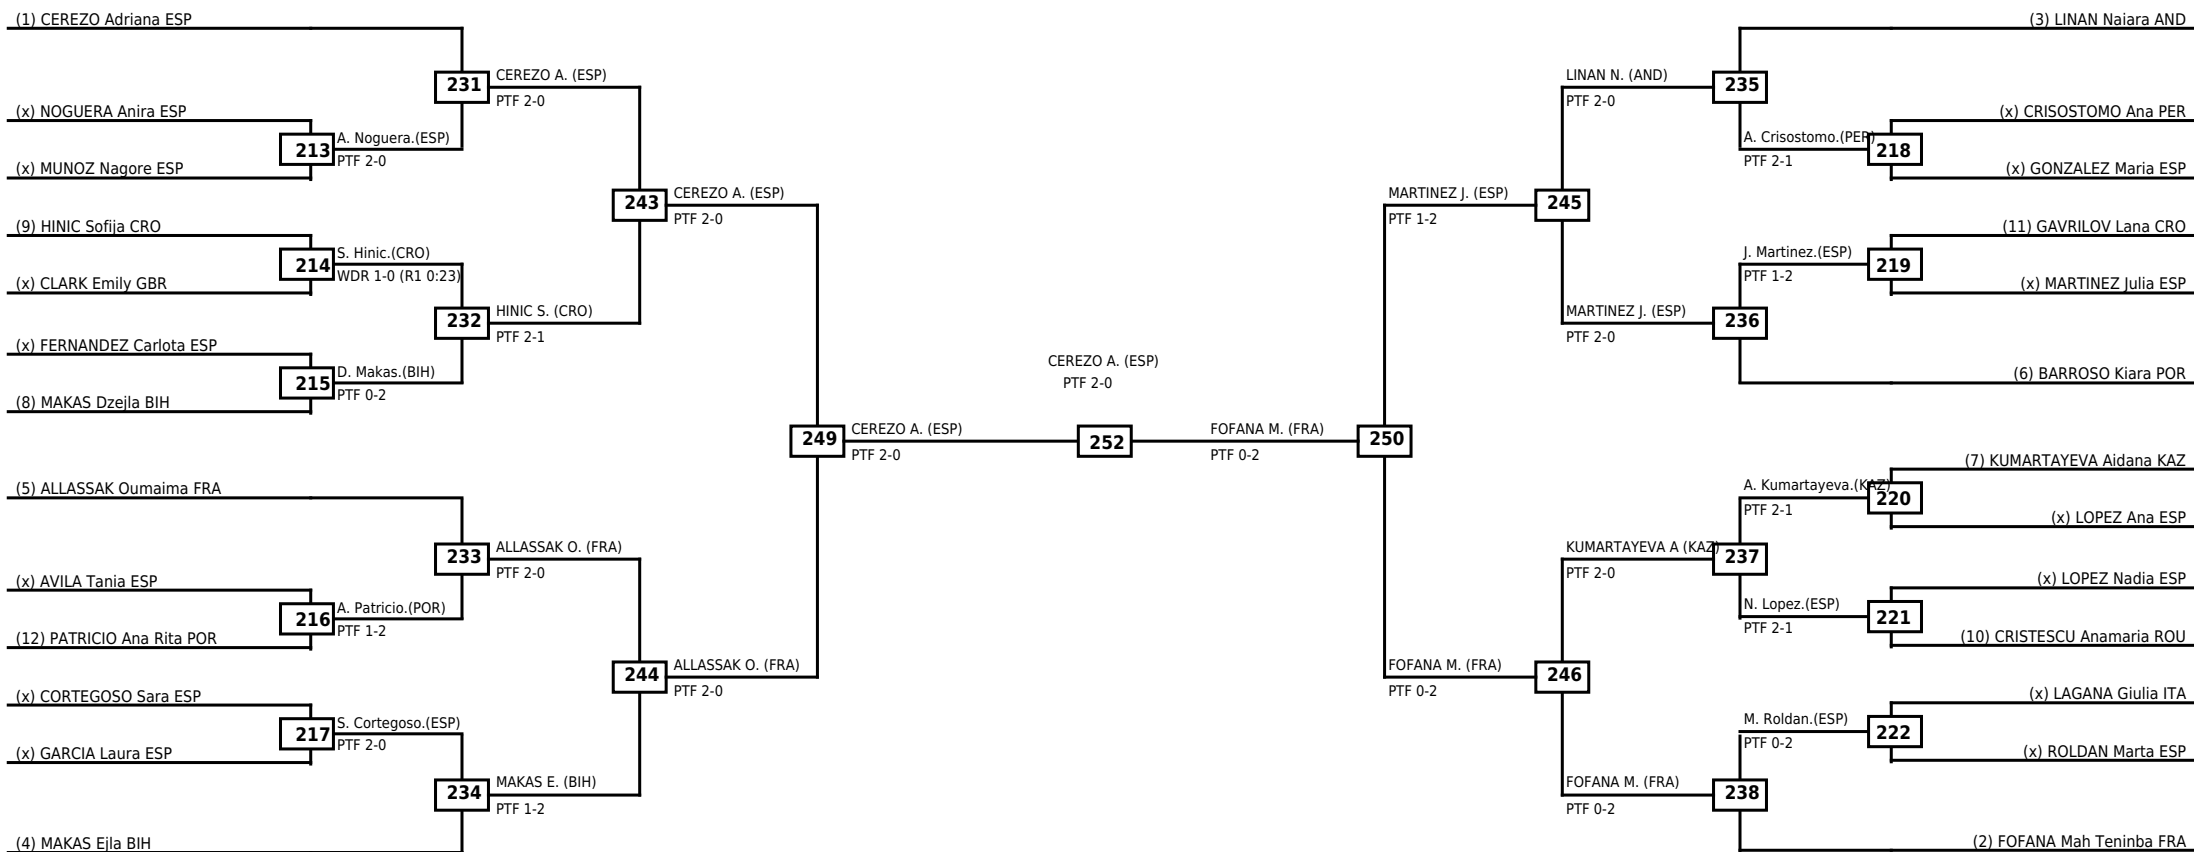 (1) CEREZO Adriana ESP
(x) NOGUERA Anira ESP
(x) MUNOZ Nagore ESP
(9) HINIC Sofija CRO
(x) CLARK Emily GBR
(x) FERNANDEZ Carlota ESP
(8) MAKAS Dzejla BIH
(5) ALLASSAK Oumaima FRA
(x) AVILA Tania ESP
(12) PATRICIO Ana Rita POR
(x) CORTEGOSO Sara ESP
(x) GARCIA Laura ESP
(4) MAKAS Ejla BIH
213
A. Noguera.(ESP)
PTF 2-0
214
S. Hinic.(CRO)
WDR 1-0 (R1 0:23)
215
D. Makas.(BIH)
PTF 0-2
216
A. Patricio.(POR)
PTF 1-2
217
S. Cortegoso.(ESP)
PTF 2-0
231
CEREZO A. (ESP)
PTF 2-0
232
HINIC S. (CRO)
PTF 2-1
233
ALLASSAK O. (FRA)
PTF 2-0
234
MAKAS E. (BIH)
PTF 1-2
243
CEREZO A. (ESP)
PTF 2-0
244
ALLASSAK O. (FRA)
PTF 2-0
249
CEREZO A. (ESP)
PTF 2-0
CEREZO A. (ESP)
PTF 2-0
252
FOFANA M. (FRA)
PTF 0-2
250
MARTINEZ J. (ESP)
PTF 1-2
245
FOFANA M. (FRA)
PTF 0-2
246
LINAN N. (AND)
PTF 2-0
235
MARTINEZ J. (ESP)
PTF 2-0
236
KUMARTAYEVA A (KAZ)
PTF 2-0
237
FOFANA M. (FRA)
PTF 0-2
238
A. Crisostomo.(PER)
PTF 2-1
218
J. Martinez.(ESP)
PTF 1-2
219
A. Kumartayeva.(KAZ)
PTF 2-1
220
N. Lopez.(ESP)
PTF 2-1
221
M. Roldan.(ESP)
PTF 0-2
222
(3) LINAN Naiara AND
(x) CRISOSTOMO Ana PER
(x) GONZALEZ Maria ESP
(11) GAVRILOV Lana CRO
(x) MARTINEZ Julia ESP
(6) BARROSO Kiara POR
(7) KUMARTAYEVA Aidana KAZ
(x) LOPEZ Ana ESP
(x) LOPEZ Nadia ESP
(10) CRISTESCU Anamaria ROU
(x) LAGANA Giulia ITA
(x) ROLDAN Marta ESP
(2) FOFANA Mah Teninba FRA